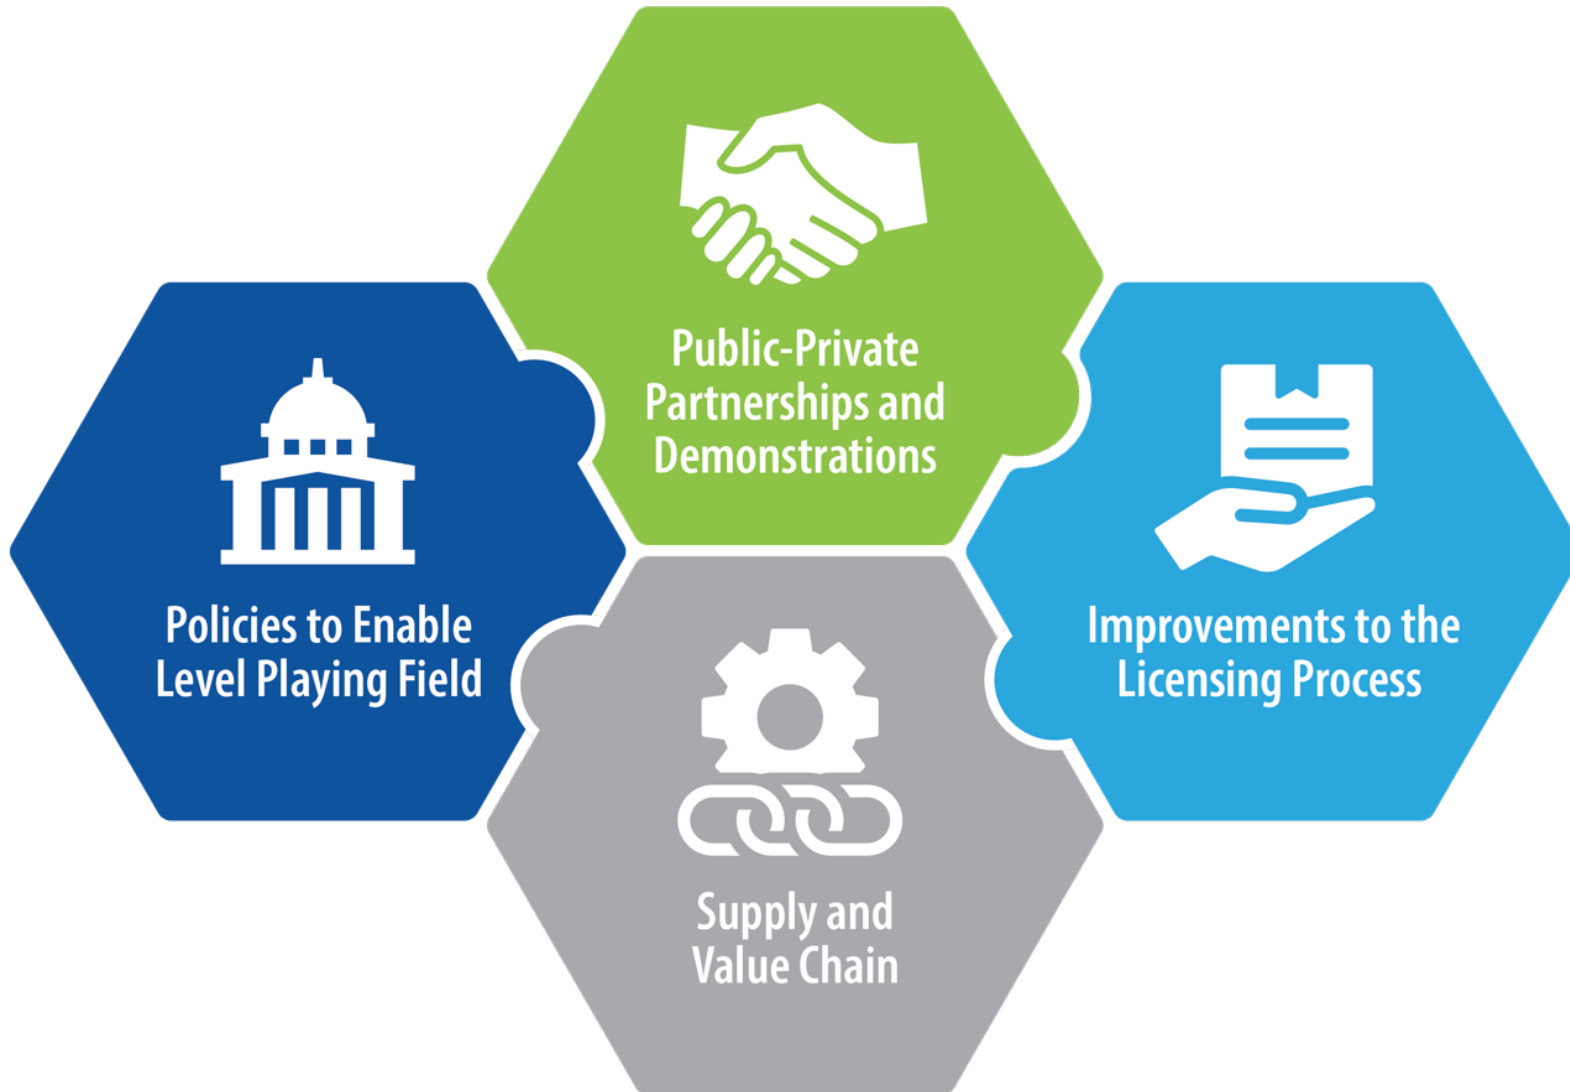 Public-Private
Partnerships and
Demonstrations
Policies to Enable
Level Playing Field
Improvements to the
Licensing Process
Supply and
Value Chain